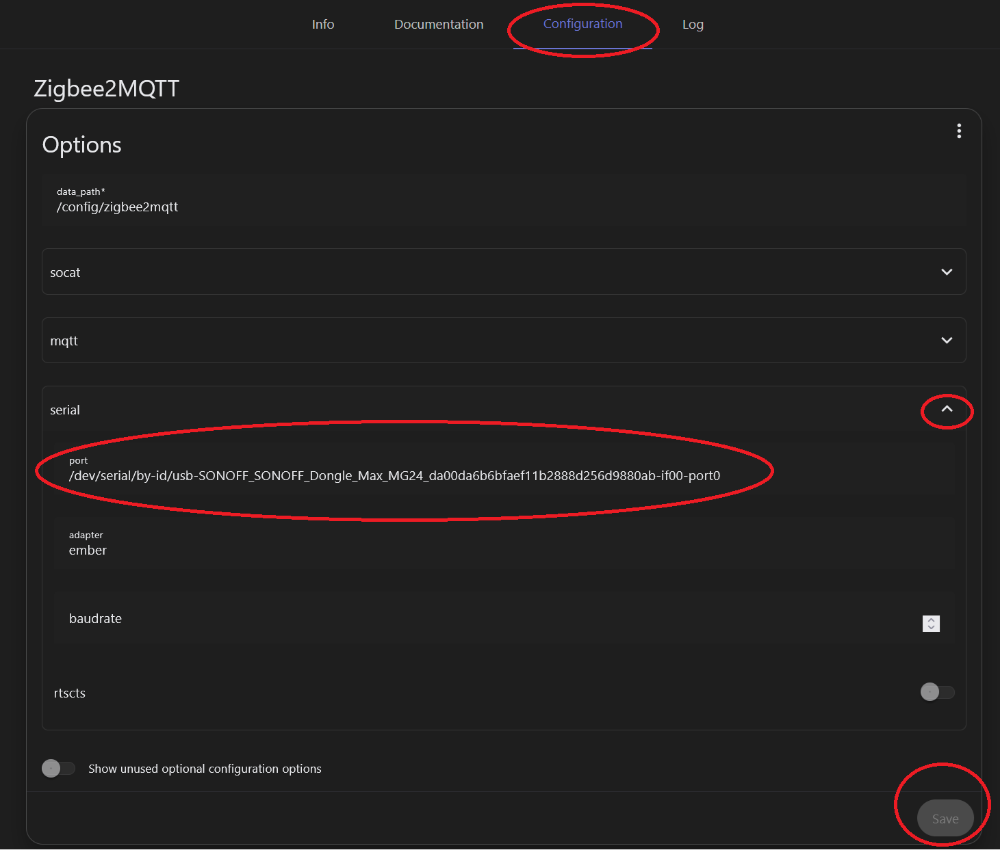 Info Documentation Configuration Log
Zigbee2MQTT
Options
data_path*
/config/zigbee2mqtt
socat
mqtt
serial
port
/dev/serial/by-id/usb-SONOFF_SONOFF_Dongle_Max_MG24_da00da6b6bfaef11b2888d256d9880ab-if00-port0
adapter
ember
baudrate
rtscts
Show unused optional configuration options
Save